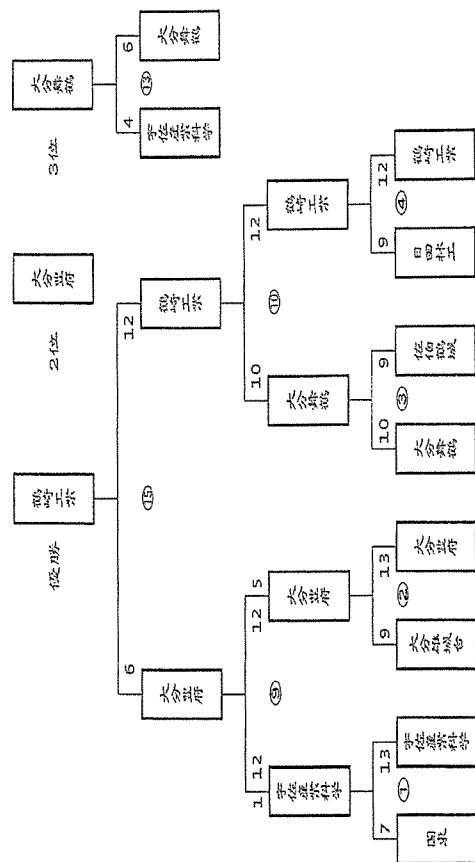 優勝
鶴崎工業
2位
大分豊府
3位
大分舞鶴
4 6
⑬
宇佐産業科学
大分舞鶴
6 12
⑮
大分豊府
鶴崎工業
12 12
1 5
⑨
宇佐産業科学
大分豊府
10 12
⑩
大分舞鶴
鶴崎工業
7 13
①
国東
宇佐産業科学
9 13
②
大分雄城台
大分豊府
10 9
③
大分舞鶴
佐伯鶴城
9 12
④
日田林工
鶴崎工業